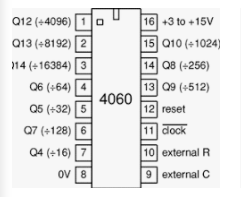 Q12 (÷4096) 1 16 +3 to +15V
Q13 (÷8192) 2 15 Q10 (÷1024)
14 (÷16384) 3 14 Q8 (÷256)
Q6 (÷64) 4 13 Q9 (÷512)
4060
Q5 (÷32) 5 12 reset
Q7 (÷128) 6 11 clock
Q4 (÷16) 7 10 external R
0V 8 9 external C